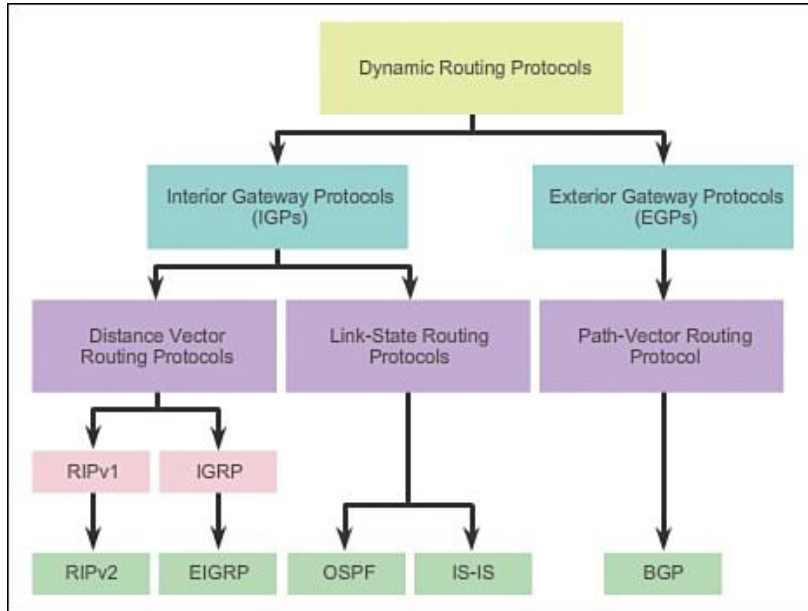 Dynamic Routing Protocols
Interior Gateway Protocols
(IGPs)
Exterior Gateway Protocols
(EGPs)
Distance Vector
Routing Protocols
Link-State Routing
Protocols
Path-Vector Routing
Protocol
RIPv1
IGRP
RIPv2
EIGRP
OSPF
IS-IS
BGP